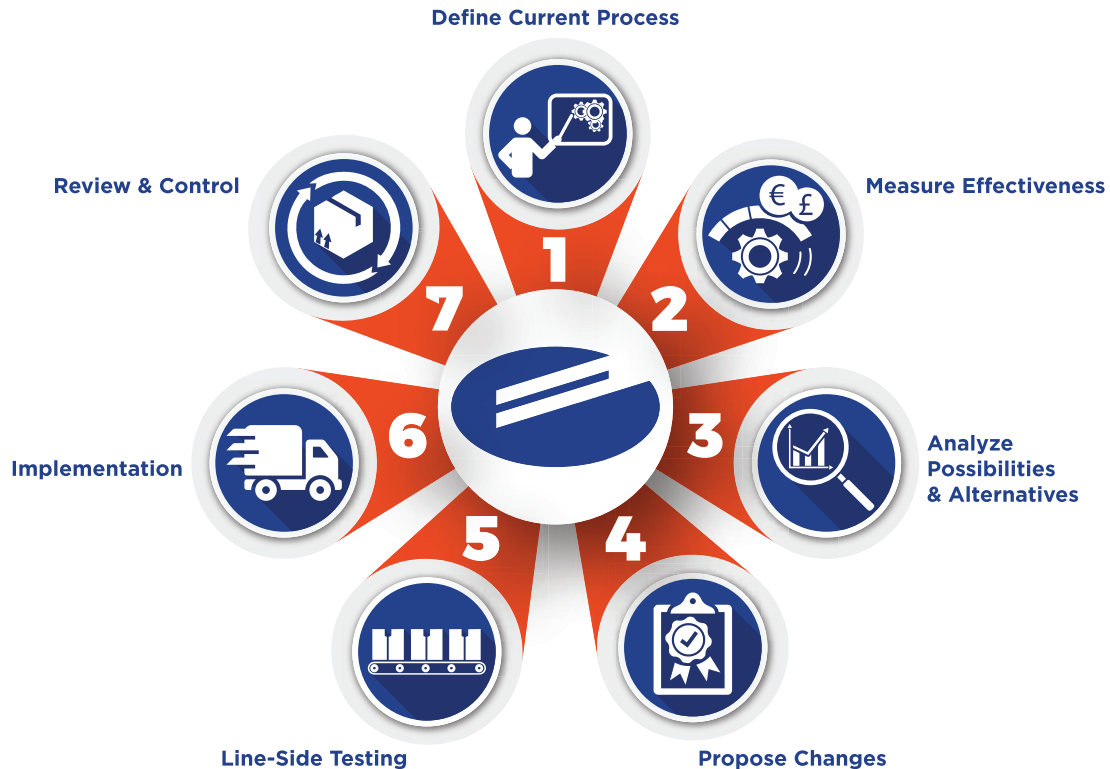 Define Current Process
1
Measure Effectiveness
€
£
2
Analyze
Possibilities
& Alternatives
3
Propose Changes
4
Line-Side Testing
5
Implementation
6
Review & Control
7